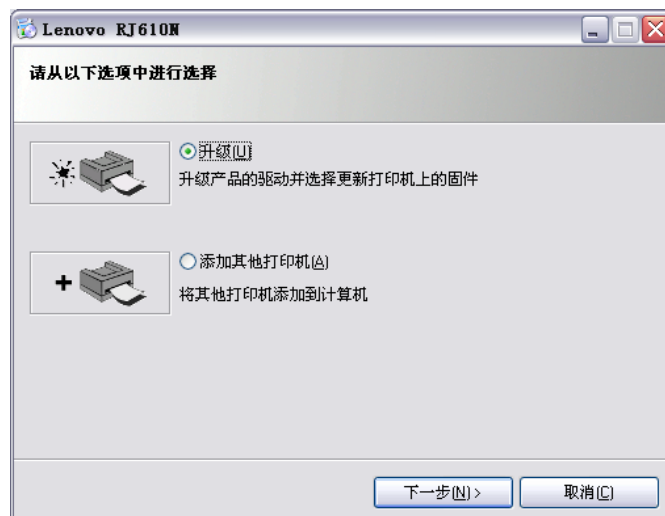 Lenovo RJ610N
请从以下选项中进行选择
升级(U)
升级产品的驱动并选择更新打印机上的固件
添加其他打印机(A)
将其他打印机添加到计算机
下一步(N) >
取消(C)